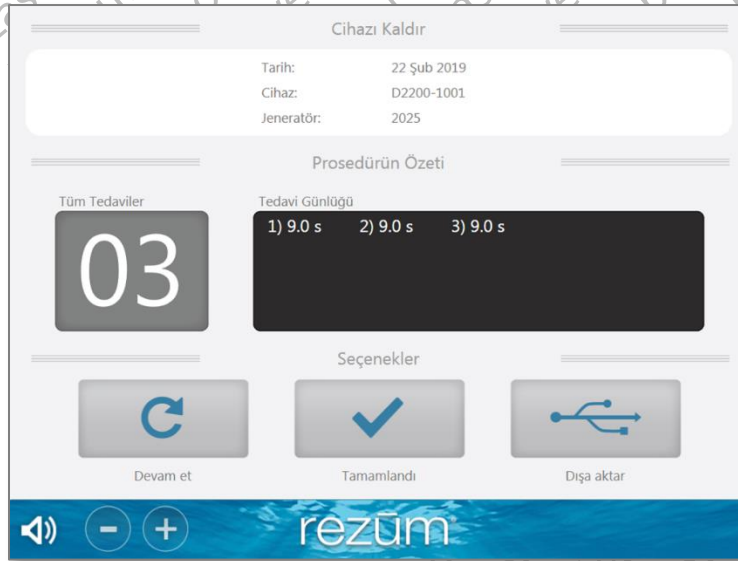 Cihazı Kaldır
Tarih: 22 Şub 2019
Cihaz: D2200-1001
Jeneratör: 2025
Prosedürün Özeti
Tüm Tedaviler
03
Tedavi Günlüğü
1) 9.0 s 2) 9.0 s 3) 9.0 s
Seçenekler
Devam et
Tamamlandı
Dışa aktar
rezūm